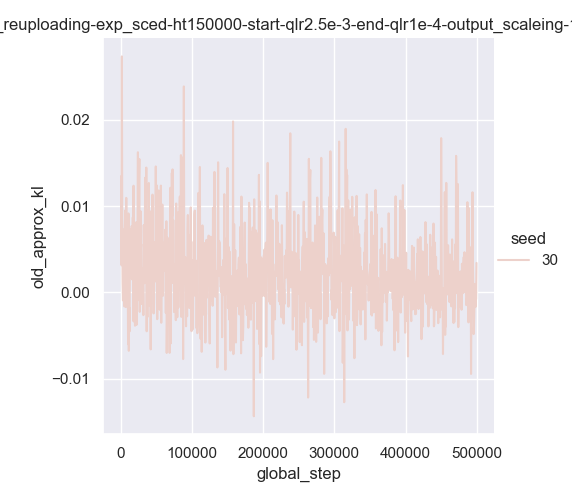 _reuploading-exp_sced-ht150000-start-qlr2.5e-3-end-qlr1e-4-output_scaleing-
old_approx_kl
0.02
0.01
0.00
−0.01
0
100000
200000
300000
400000
500000
global_step
seed
30